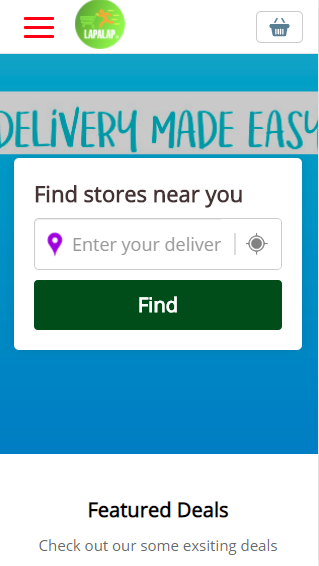 LAPALAP
DELiVERY MADE EASY
Find stores near you
Enter your deliver
Find
Featured Deals
Check out our some exsiting deals